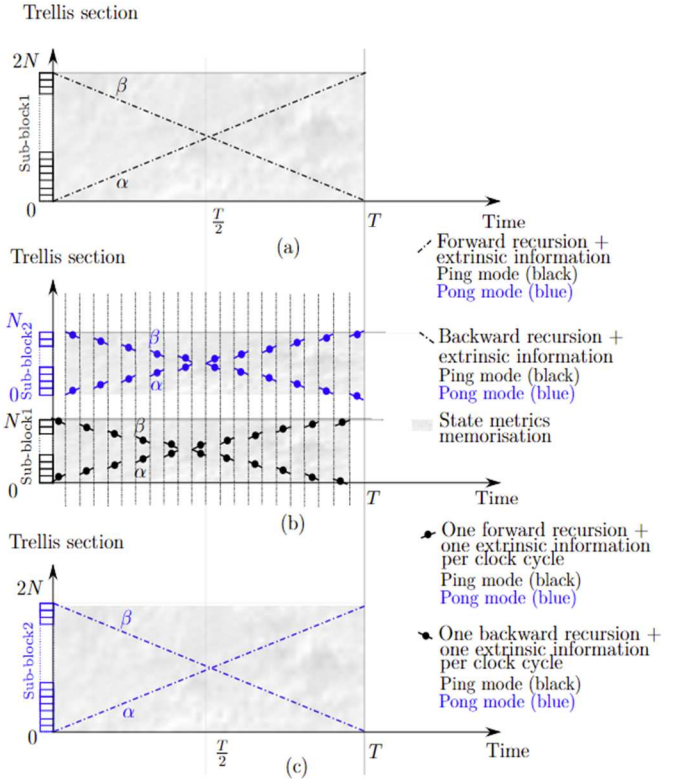 Trellis section
2N
β
Sub-block1
α
0
T/2
T
Time
(a)
Forward recursion +
extrinsic information
Ping mode (black)
Pong mode (blue)
Trellis section
N
β
Sub-block2
α
0
N
β
Sub-block1
α
0
T
Time
(b)
Backward recursion +
extrinsic information
Ping mode (black)
Pong mode (blue)
State metrics
memorisation
Trellis section
2N
β
Sub-block2
α
0
T/2
T
Time
(c)
One forward recursion +
one extrinsic information
per clock cycle
Ping mode (black)
Pong mode (blue)
One backward recursion +
one extrinsic information
per clock cycle
Ping mode (black)
Pong mode (blue)